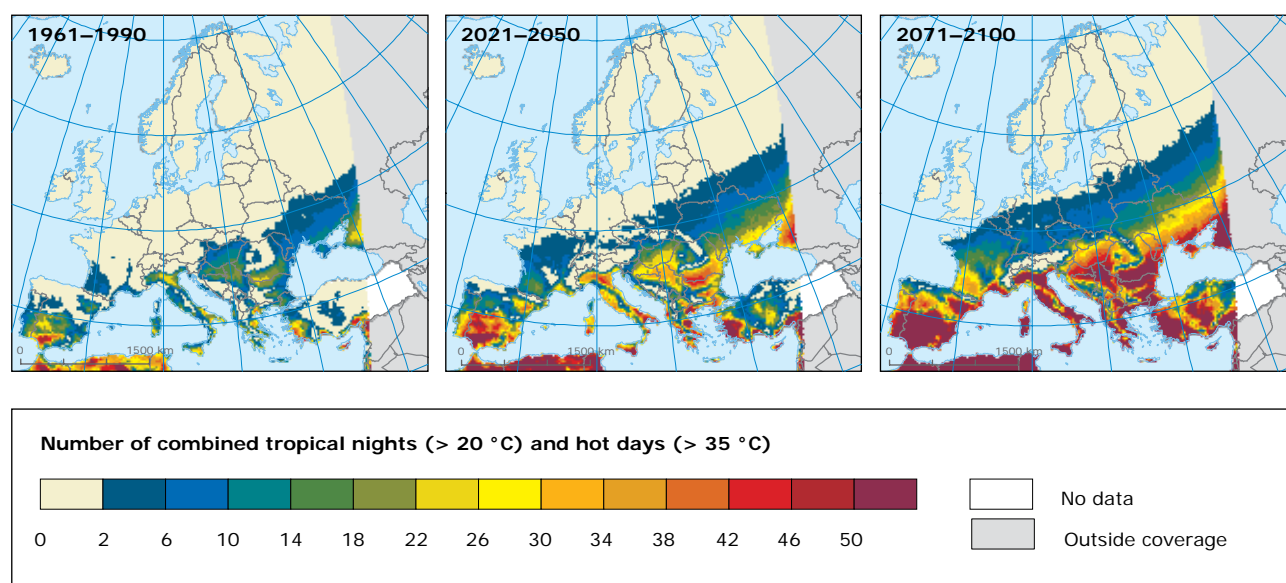 1961–1990
2021–2050
2071–2100
0 1500 km
0 1500 km
0 1500 km
Number of combined tropical nights (> 20 °C) and hot days (> 35 °C)
0 2 6 10 14 18 22 26 30 34 38 42 46 50
No data
Outside coverage